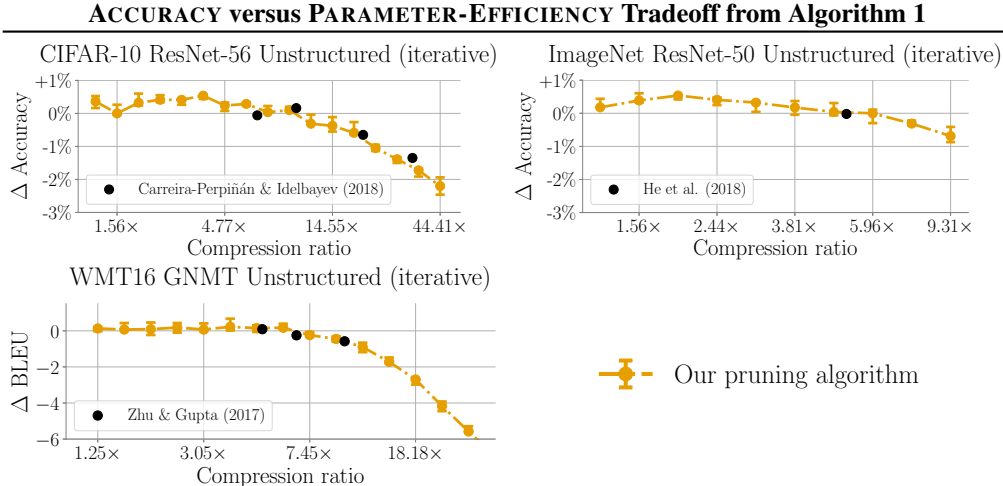 ACCURACY versus PARAMETER-EFFICIENCY Tradeoff from Algorithm 1
CIFAR-10 ResNet-56 Unstructured (iterative)
+1%
0%
-1%
-2%
-3%
Δ Accuracy
Carreira-Perpiñán & Idelbayev (2018)
1.56× 4.77× 14.55× 44.41×
Compression ratio
ImageNet ResNet-50 Unstructured (iterative)
+1%
0%
-1%
-2%
-3%
Δ Accuracy
He et al. (2018)
1.56× 2.44× 3.81× 5.96× 9.31×
Compression ratio
WMT16 GNMT Unstructured (iterative)
0
−2
−4
−6
Δ BLEU
Zhu & Gupta (2017)
1.25× 3.05× 7.45× 18.18×
Compression ratio
Our pruning algorithm